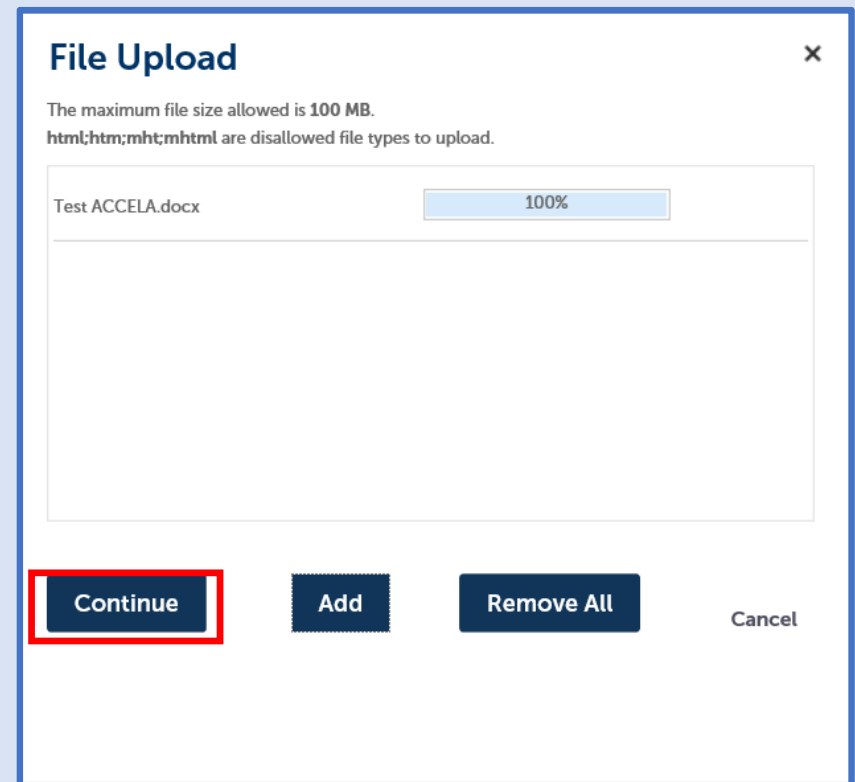 File Upload
×
The maximum file size allowed is 100 MB.
html;htm;mht;mhtml are disallowed file types to upload.
Test ACCELA.docx 100%
Continue Add Remove All Cancel